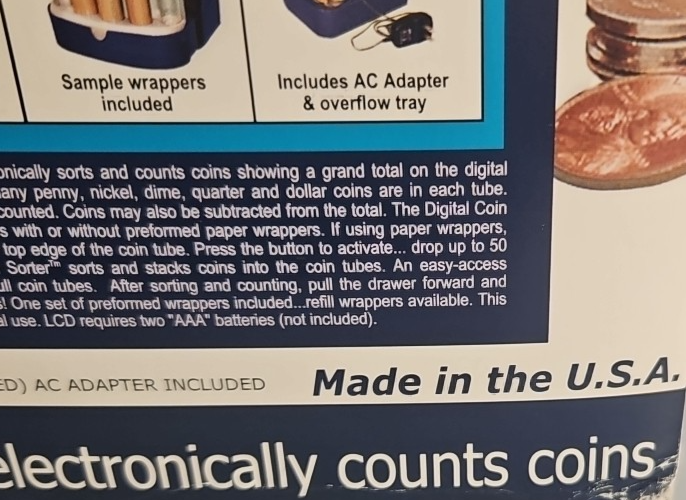 Sample wrappers
included
Includes AC Adapter
& overflow tray
onically sorts and counts coins showing a grand total on the digital
any penny, nickel, dime, quarter and dollar coins are in each tube.
counted. Coins may also be subtracted from the total. The Digital Coin
s with or without preformed paper wrappers. If using paper wrappers,
top edge of the coin tube. Press the button to activate... drop up to 50
Sorter™ sorts and stacks coins into the coin tubes. An easy-access
ull coin tubes. After sorting and counting, pull the drawer forward and
s! One set of preformed wrappers included...refill wrappers available. This
al use. LCD requires two "AAA" batteries (not included).
ED) AC ADAPTER INCLUDED
Made in the U.S.A.
electronically counts coins.